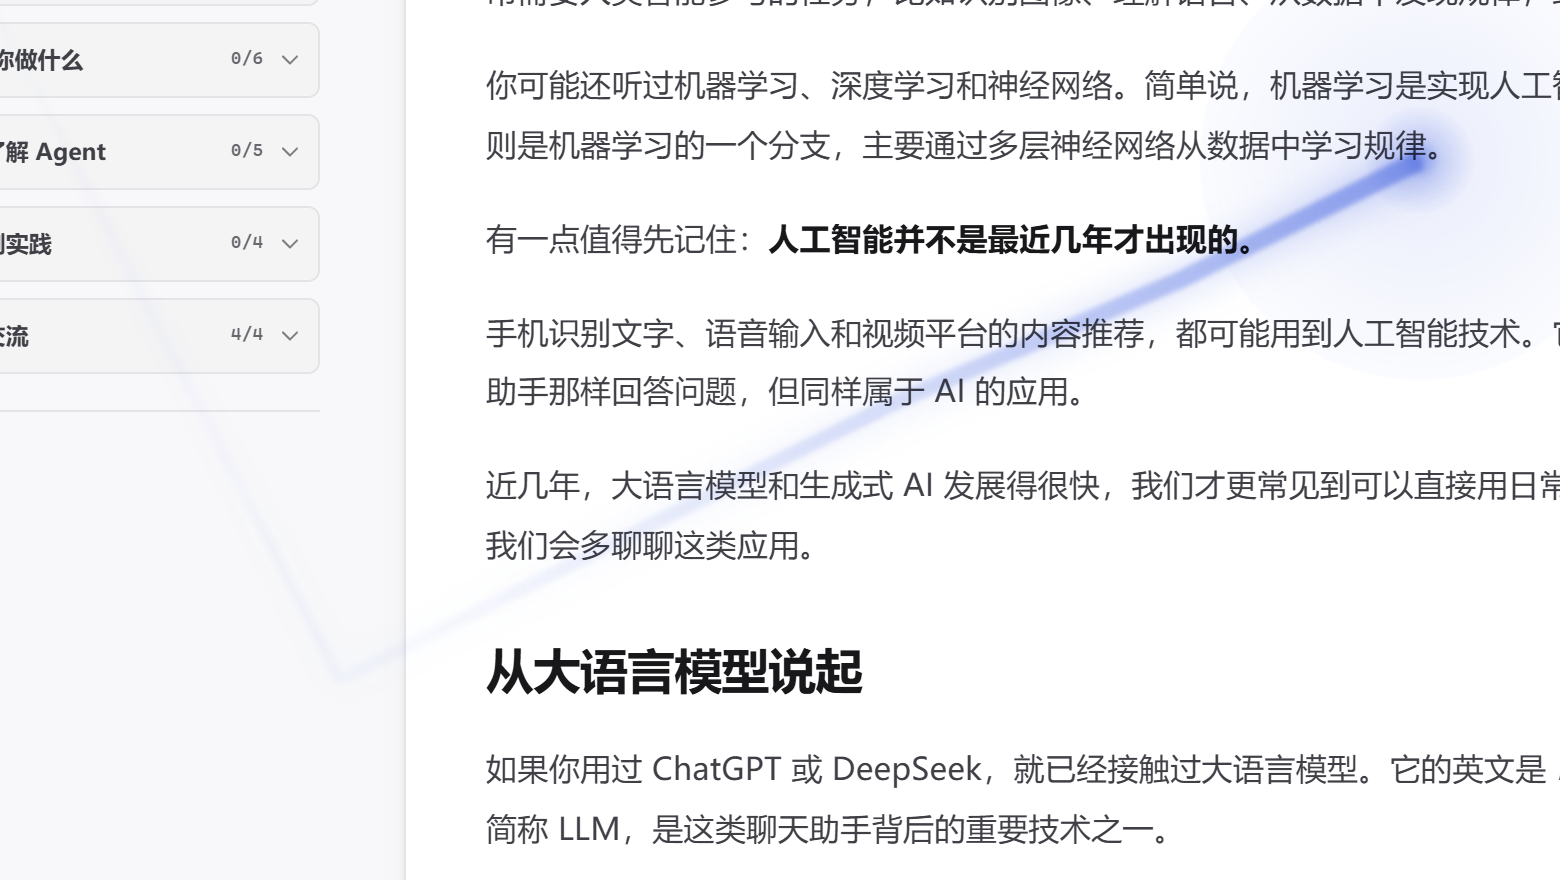 你做什么 0/6
了解 Agent 0/5
实践 0/4
交流 4/4
你可能还听过机器学习、深度学习和神经网络。简单说，机器学习是实现人工智
则是机器学习的一个分支，主要通过多层神经网络从数据中学习规律。
有一点值得先记住：人工智能并不是最近几年才出现的。
手机识别文字、语音输入和视频平台的内容推荐，都可能用到人工智能技术。它
助手那样回答问题，但同样属于 AI 的应用。
近几年，大语言模型和生成式 AI 发展得很快，我们才更常见到可以直接用日常
我们会多聊聊这类应用。
从大语言模型说起
如果你用过 ChatGPT 或 DeepSeek，就已经接触过大语言模型。它的英文是
简称 LLM，是这类聊天助手背后的重要技术之一。